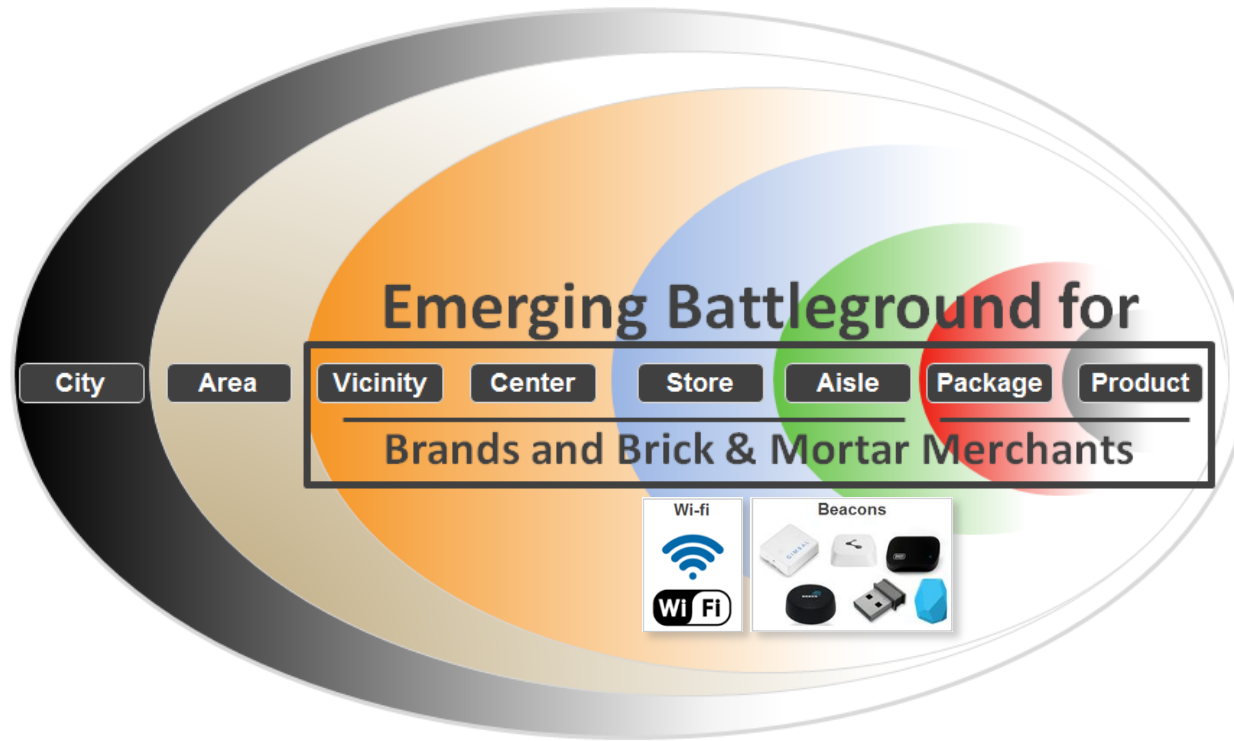 Emerging Battleground for
City Area Vicinity Center Store Aisle Package Product
Brands and Brick & Mortar Merchants
Wi-fi Beacons
GIMBAL
Wi Fi